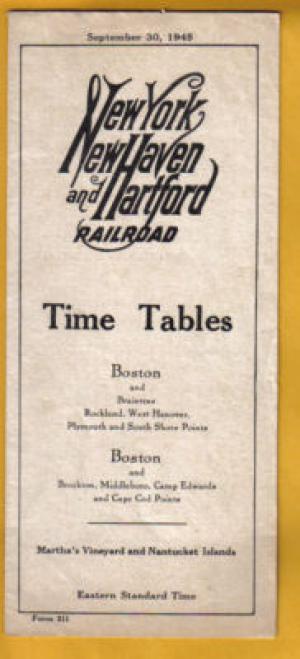 September 30, 1945
New York
New Haven
and Hartford
RAILROAD
Time Tables
Boston
and
Braintree
Rockland, West Hanover,
Plymouth and South Shore Points
Boston
and
Brockton, Middleboro, Camp Edwards
and Cape Cod Points
Martha's Vineyard and Nantucket Islands
Eastern Standard Time
Form 211